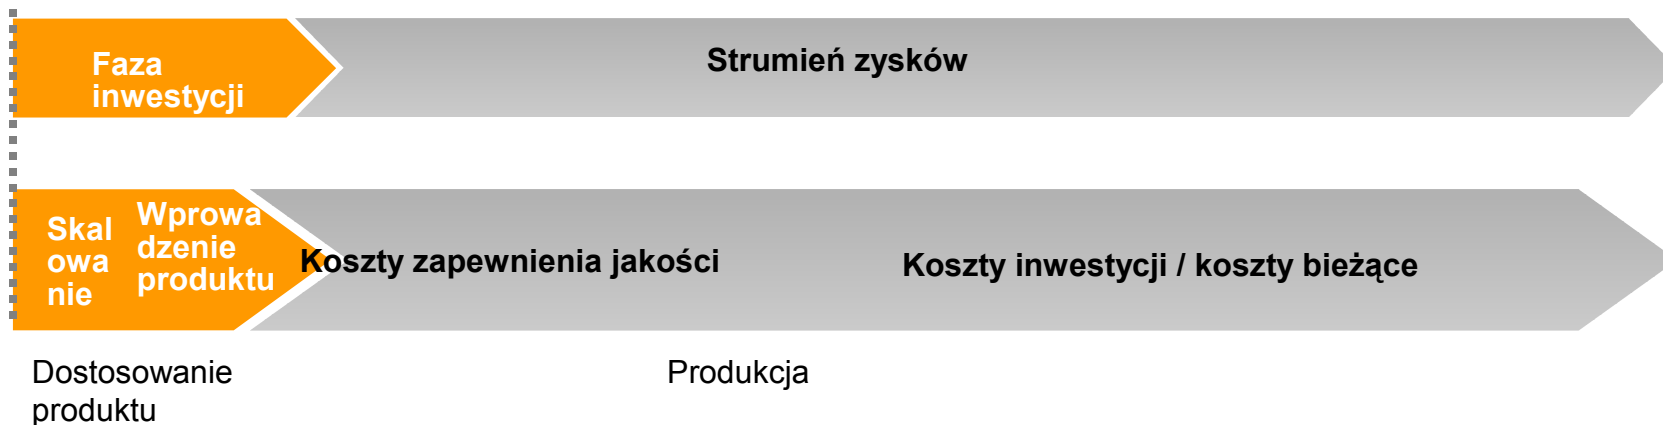 Faza
inwestycji
Strumień zysków
Skal
owa
nie
Wprowa
dzenie
produktu
Koszty zapewnienia jakości
Koszty inwestycji / koszty bieżące
Dostosowanie
produktu
Produkcja